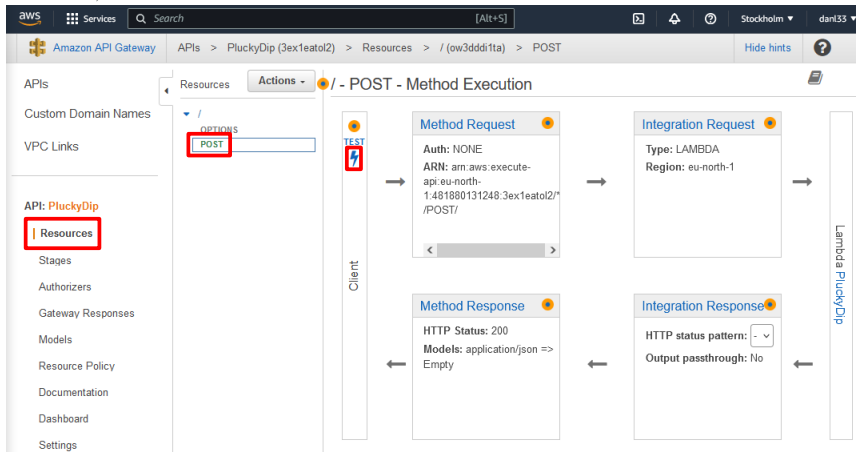 aws Services Search [Alt+S] Stockholm ▼ danl33 ▼
Amazon API Gateway APIs > PluckyDip (3ex1eatol2) > Resources > / (ow3dddi1ta) > POST Hide hints ?
APIs
Custom Domain Names
VPC Links
API: PluckyDip
Resources
Stages
Authorizers
Gateway Responses
Models
Resource Policy
Documentation
Dashboard
Settings
Resources Actions
/
OPTIONS
POST
/ - POST - Method Execution
TEST
Client
Method Request
Auth: NONE
ARN: arn:aws:execute-
api:eu-north-
1:481880131248:3ex1eatol2/*
/POST/
Integration Request
Type: LAMBDA
Region: eu-north-1
Method Response
HTTP Status: 200
Models: application/json =>
Empty
Integration Response
HTTP status pattern: -
Output passthrough: No
Lambda PluckyDip